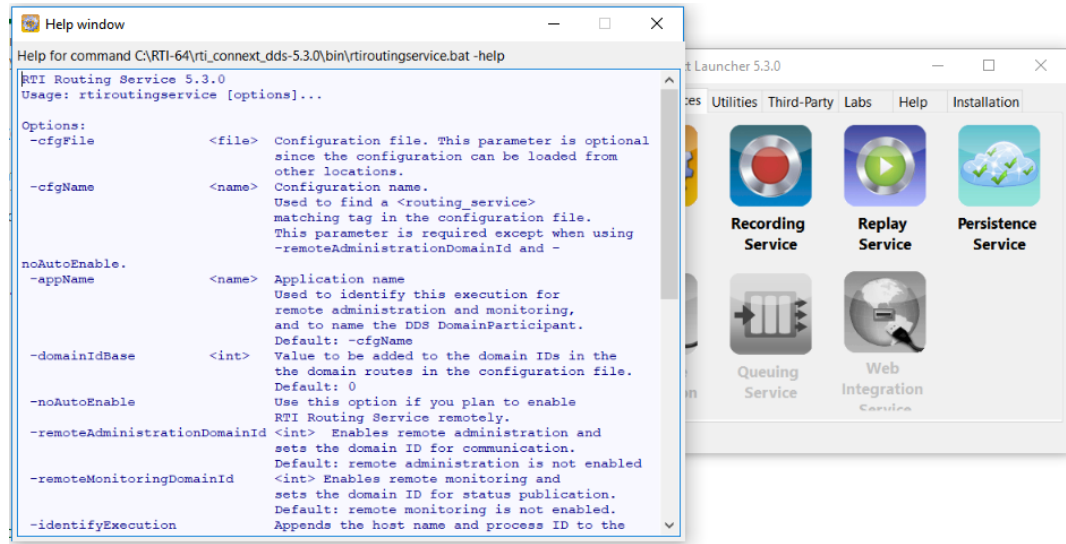 Help window
Help for command C:\RTI-64\rti_connext_dds-5.3.0\bin\rtiroutingservice.bat -help
RTI Routing Service 5.3.0
Usage: rtiroutingservice [options]...
Options:
-cfgFile <file> Configuration file. This parameter is optional
since the configuration can be loaded from
other locations.
-cfgName <name> Configuration name.
Used to find a <routing_service>
matching tag in the configuration file.
This parameter is required except when using
-remoteAdministrationDomainId and -
noAutoEnable.
-appName <name> Application name
Used to identify this execution for
remote administration and monitoring,
and to name the DDS DomainParticipant.
Default: -cfgName
-domainIdBase <int> Value to be added to the domain IDs in the
the domain routes in the configuration file.
Default: 0
-noAutoEnable Use this option if you plan to enable
RTI Routing Service remotely.
-remoteAdministrationDomainId <int> Enables remote administration and
sets the domain ID for communication.
Default: remote administration is not enabled
-remoteMonitoringDomainId <int> Enables remote monitoring and
sets the domain ID for status publication.
Default: remote monitoring is not enabled.
-identifyExecution Appends the host name and process ID to the
Launcher 5.3.0
Utilities Third-Party Labs Help Installation
Recording
Service
Replay
Service
Persistence
Service
Queuing
Service
Web
Integration
Service